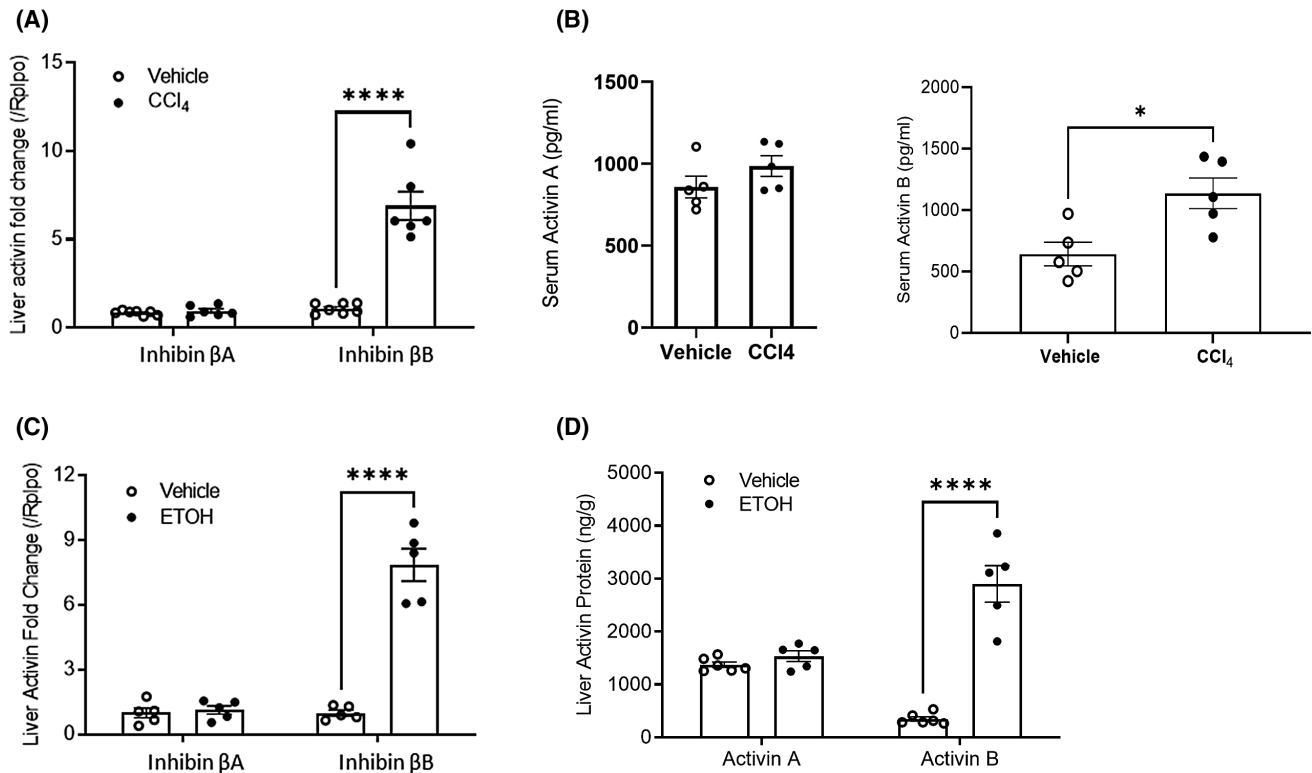 (A)
Liver activin fold change (/Rplpo)
15
10
5
0
Vehicle
CCl4
****
Inhibin βA
Inhibin βB
(B)
Serum Activin A (pg/ml)
1500
1000
500
0
Vehicle
CCl4
Serum Activin B (pg/ml)
2000
1500
1000
500
0
*
Vehicle
CCl4
(C)
Liver Activin Fold Change (/Rplpo)
12
9
6
3
0
Vehicle
ETOH
****
Inhibin βA
Inhibin βB
(D)
Liver Activin Protein (ng/g)
5000
4000
3000
2000
1000
0
Vehicle
ETOH
****
Activin A
Activin B